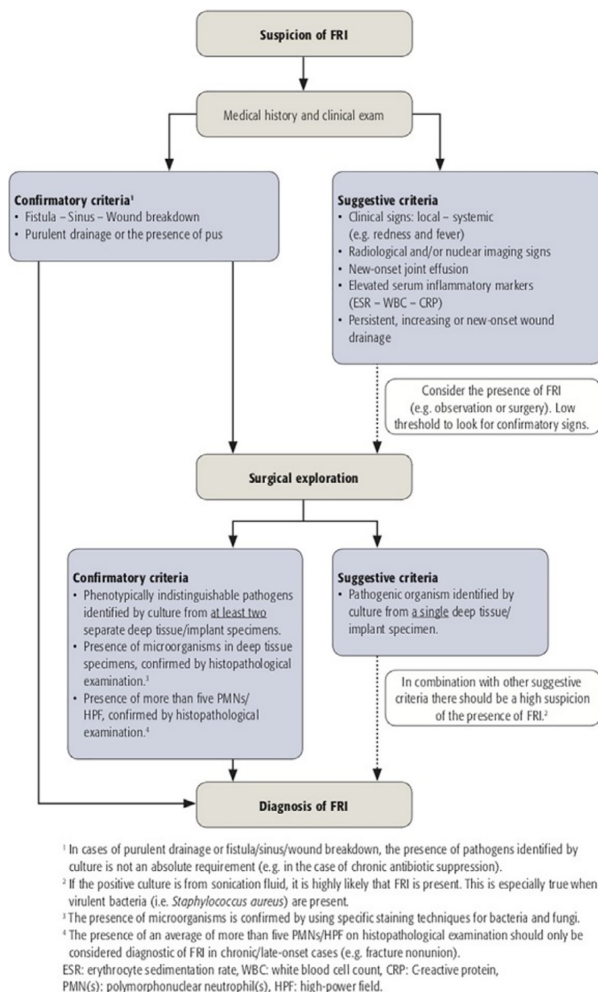 Suspicion of FRI
Medical history and clinical exam
Confirmatory criteria¹
• Fistula – Sinus – Wound breakdown
• Purulent drainage or the presence of pus
Suggestive criteria
• Clinical signs: local – systemic
(e.g. redness and fever)
• Radiological and/or nuclear imaging signs
• New-onset joint effusion
• Elevated serum inflammatory markers
(ESR – WBC – CRP)
• Persistent, increasing or new-onset wound
drainage
Consider the presence of FRI
(e.g. observation or surgery). Low
threshold to look for confirmatory signs.
Surgical exploration
Confirmatory criteria
• Phenotypically indistinguishable pathogens
identified by culture from at least two
separate deep tissue/implant specimens.
• Presence of microorganisms in deep tissue
specimens, confirmed by histopathological
examination.³
• Presence of more than five PMNs/
HPF, confirmed by histopathological
examination.⁴
Suggestive criteria
• Pathogenic organism identified by
culture from a single deep tissue/
implant specimen.
In combination with other suggestive
criteria there should be a high suspicion
of the presence of FRI.²
Diagnosis of FRI
¹ In cases of purulent drainage or fistula/sinus/wound breakdown, the presence of pathogens identified by
culture is not an absolute requirement (e.g. in the case of chronic antibiotic suppression).
² If the positive culture is from sonication fluid, it is highly likely that FRI is present. This is especially true when
virulent bacteria (i.e. Staphylococcus aureus) are present.
³ The presence of microorganisms is confirmed by using specific staining techniques for bacteria and fungi.
⁴ The presence of an average of more than five PMNs/HPF on histopathological examination should only be
considered diagnostic of FRI in chronic/late-onset cases (e.g. fracture nonunion).
ESR: erythrocyte sedimentation rate, WBC: white blood cell count, CRP: C-reactive protein,
PMN(s): polymorphonuclear neutrophil(s), HPF: high-power field.